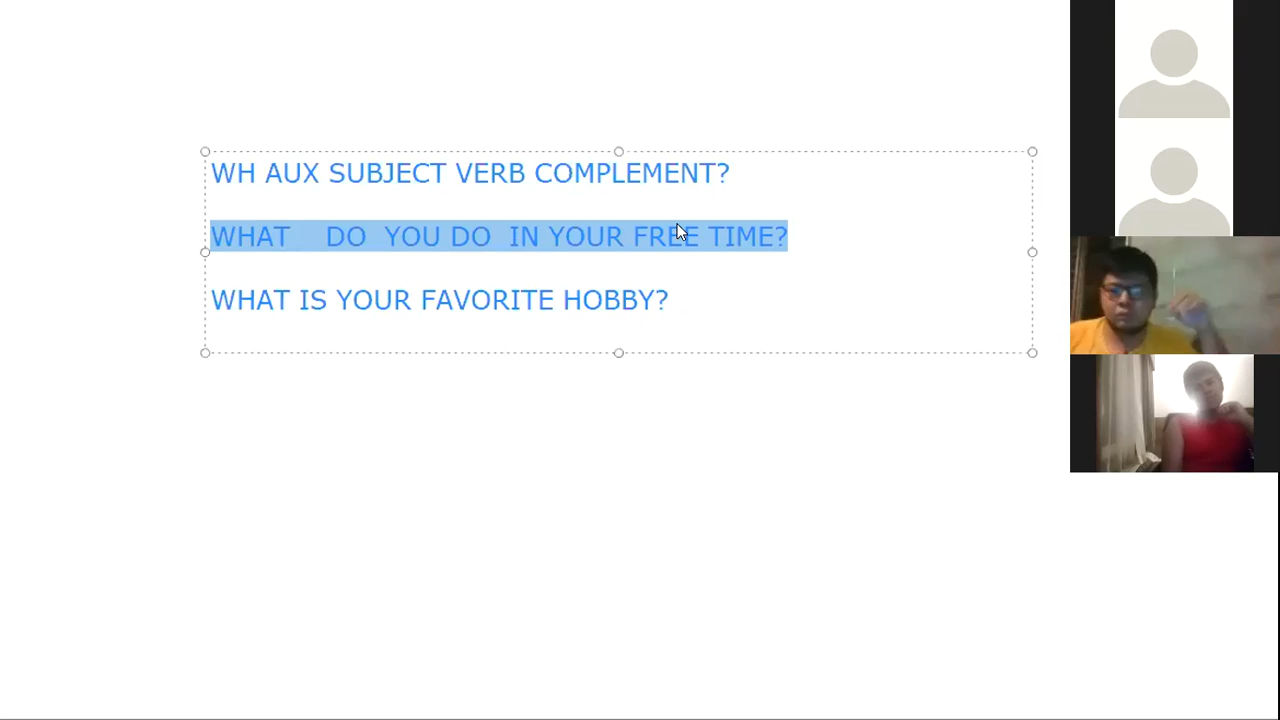 WH AUX SUBJECT VERB COMPLEMENT?
WHAT DO YOU DO IN YOUR FREE TIME?
WHAT IS YOUR FAVORITE HOBBY?